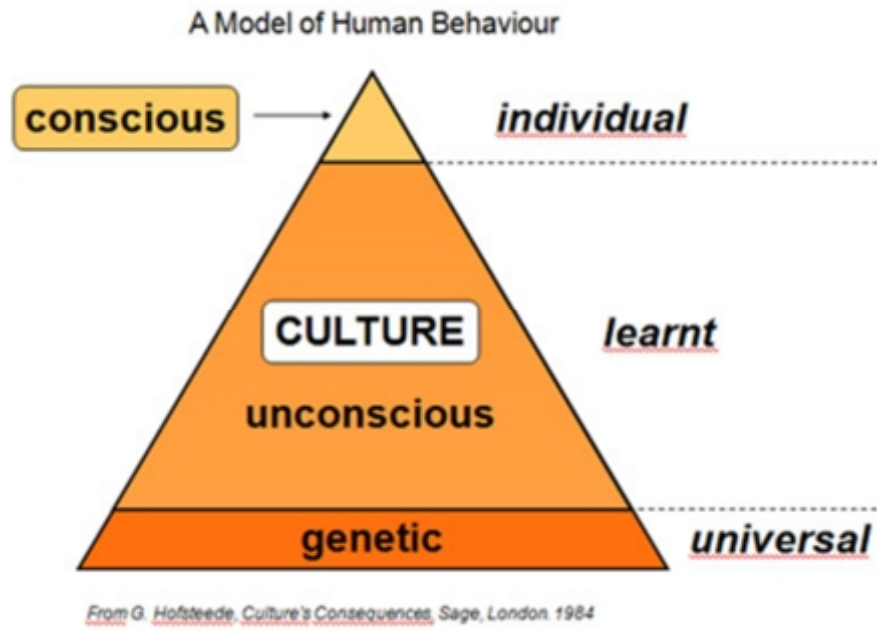 A Model of Human Behaviour
conscious
individual
CULTURE
learnt
unconscious
genetic
universal
From G. Hofsteede, Culture's Consequences, Sage, London. 1984